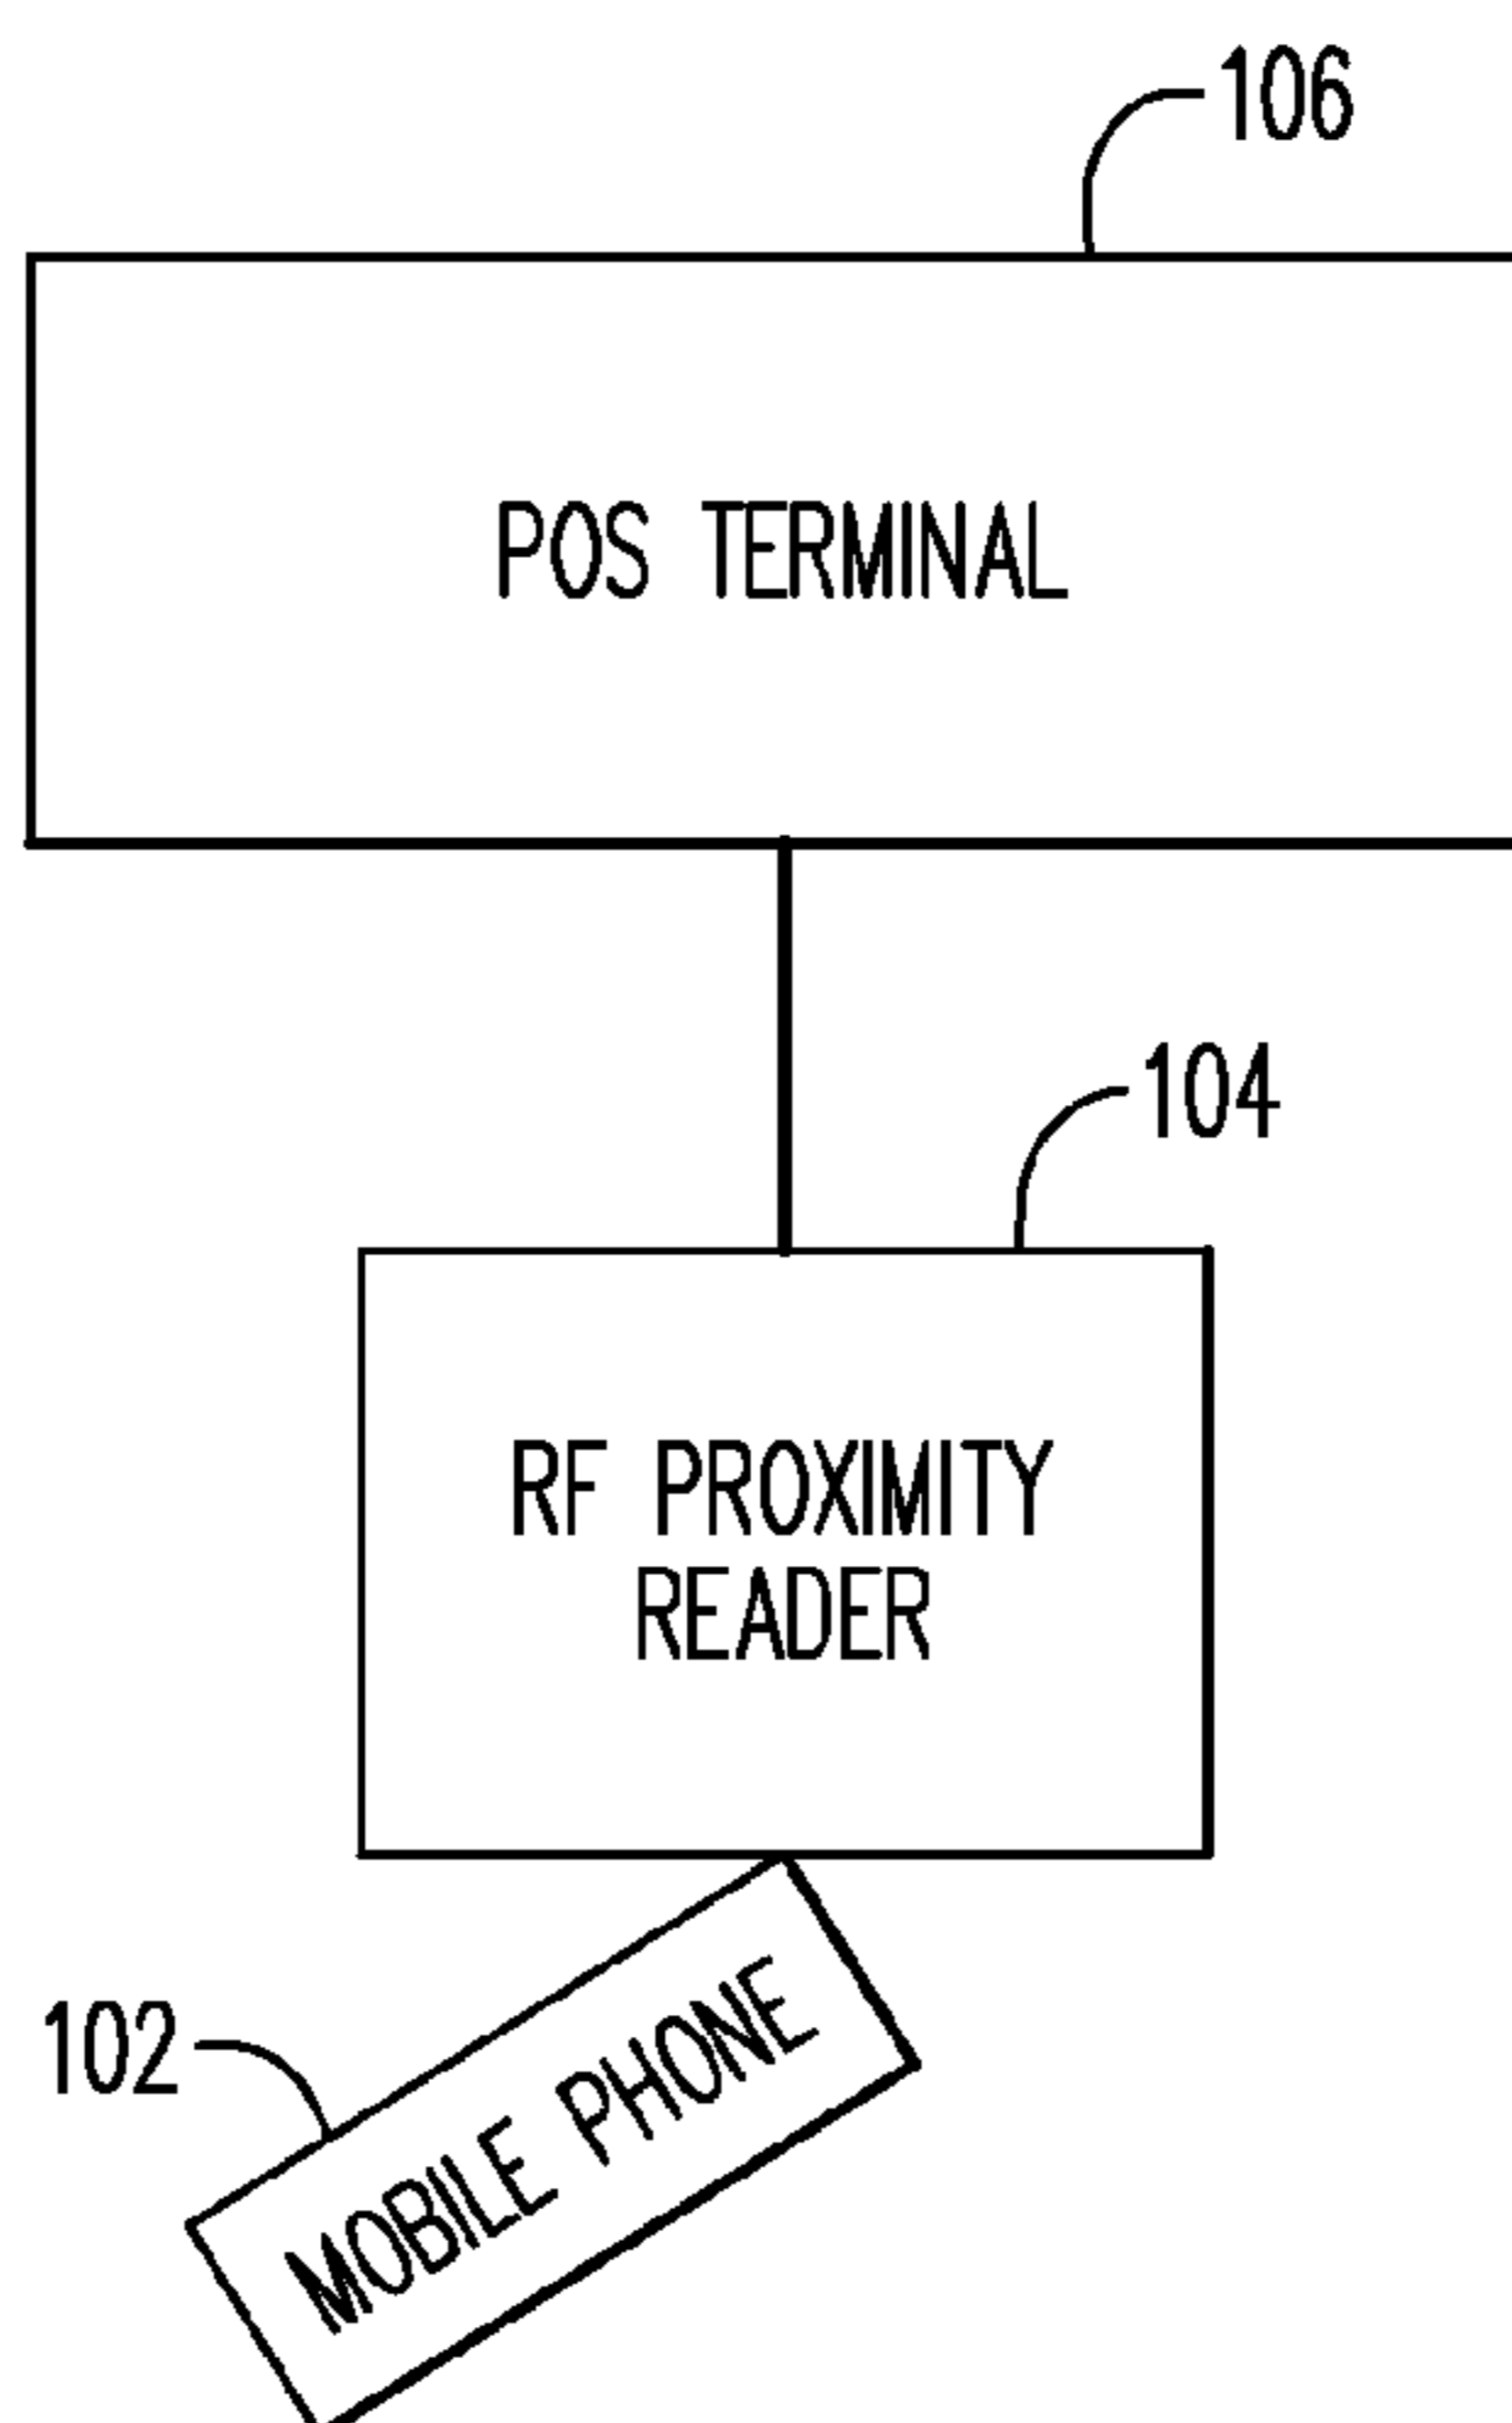 106
POS TERMINAL
104
RF PROXIMITY
READER
102
MOBILE PHONE